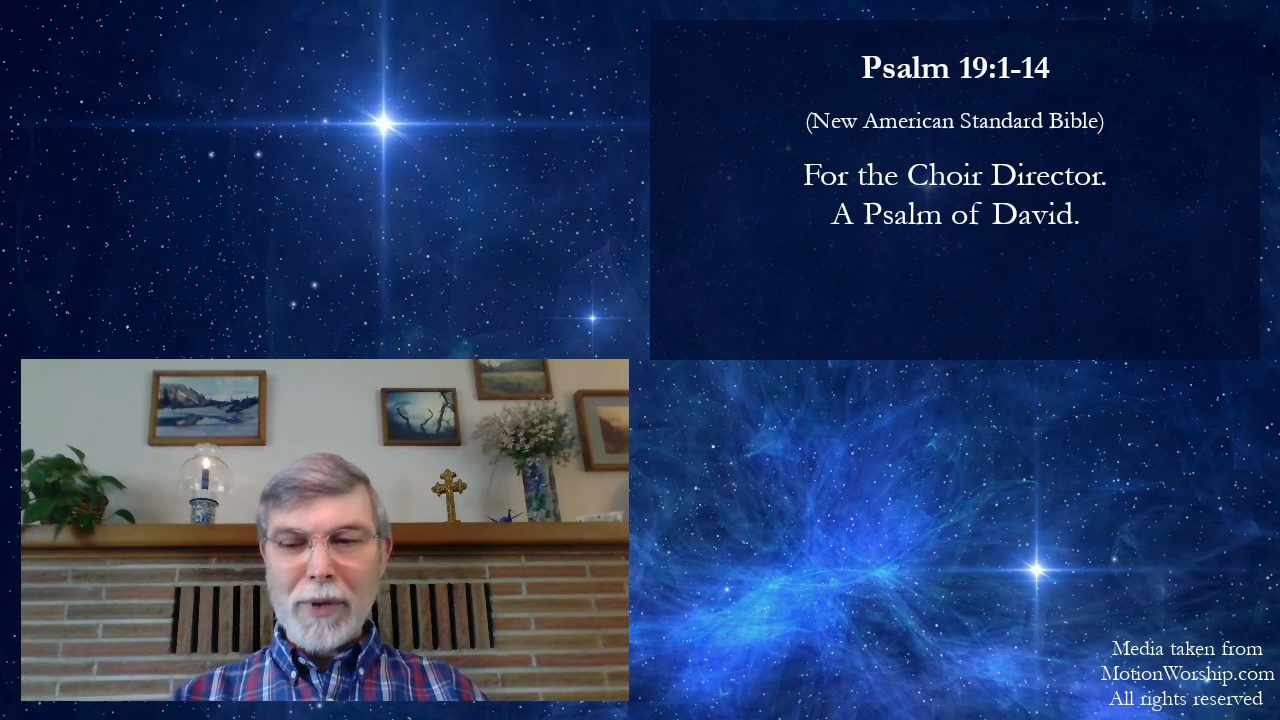 Psalm 19:1-14
(New American Standard Bible)
For the Choir Director.
A Psalm of David.
Media taken from
MotionWorship.com
All rights reserved